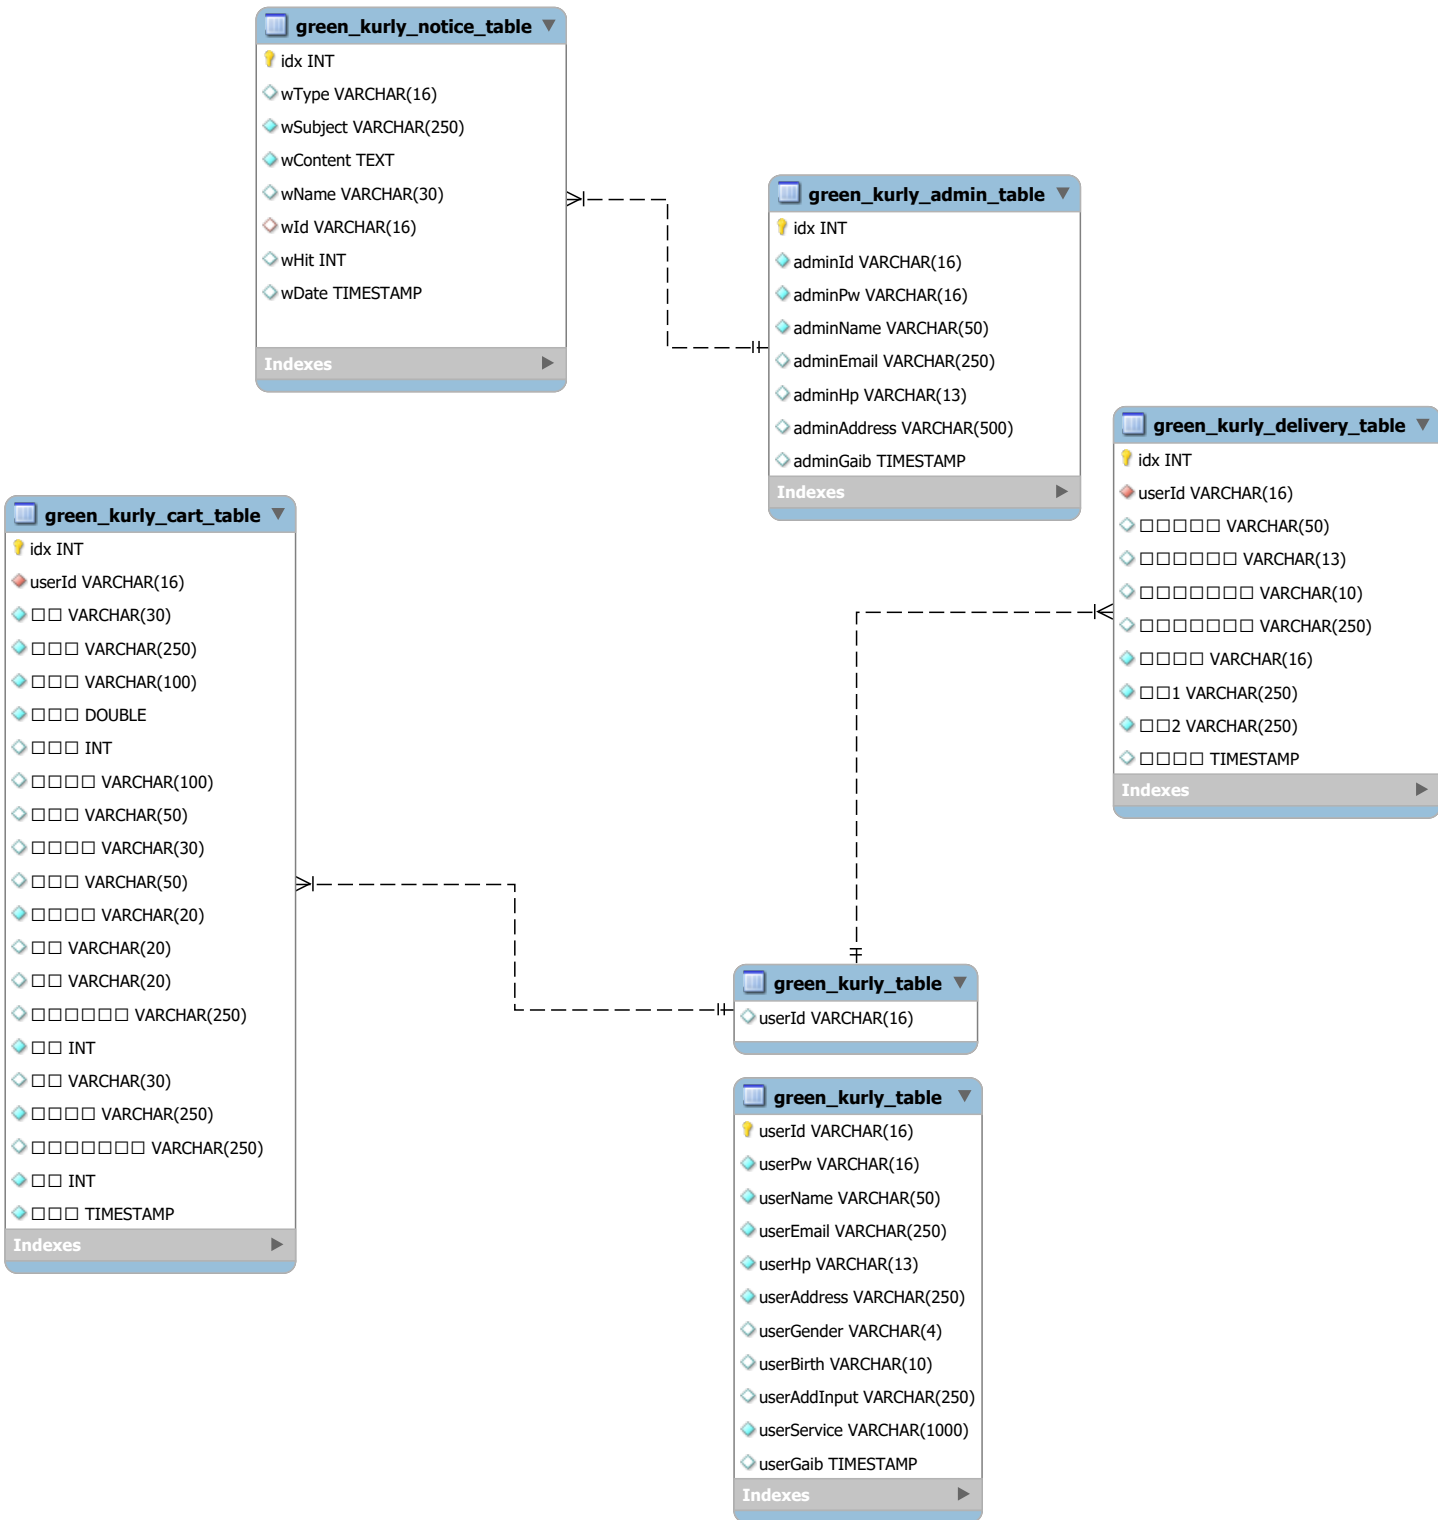 green_kurly_notice_table
idx INT
wType VARCHAR(16)
wSubject VARCHAR(250)
wContent TEXT
wName VARCHAR(30)
wId VARCHAR(16)
wHit INT
wDate TIMESTAMP
Indexes
green_kurly_admin_table
idx INT
adminId VARCHAR(16)
adminPw VARCHAR(16)
adminName VARCHAR(50)
adminEmail VARCHAR(250)
adminHp VARCHAR(13)
adminAddress VARCHAR(500)
adminGaib TIMESTAMP
Indexes
green_kurly_delivery_table
idx INT
userId VARCHAR(16)
□□□□□ VARCHAR(50)
□□□□□□ VARCHAR(13)
□□□□□□□ VARCHAR(10)
□□□□□□□ VARCHAR(250)
□□□□ VARCHAR(16)
□□1 VARCHAR(250)
□□2 VARCHAR(250)
□□□□ TIMESTAMP
Indexes
green_kurly_cart_table
idx INT
userId VARCHAR(16)
□□ VARCHAR(30)
□□□ VARCHAR(250)
□□□ VARCHAR(100)
□□□ DOUBLE
□□□ INT
□□□□ VARCHAR(100)
□□□ VARCHAR(50)
□□□□ VARCHAR(30)
□□□ VARCHAR(50)
□□□□ VARCHAR(20)
□□ VARCHAR(20)
□□ VARCHAR(20)
□□□□□□ VARCHAR(250)
□□ INT
□□ VARCHAR(30)
□□□□ VARCHAR(250)
□□□□□□□ VARCHAR(250)
□□ INT
□□□ TIMESTAMP
Indexes
green_kurly_table
userId VARCHAR(16)
green_kurly_table
userId VARCHAR(16)
userPw VARCHAR(16)
userName VARCHAR(50)
userEmail VARCHAR(250)
userHp VARCHAR(13)
userAddress VARCHAR(250)
userGender VARCHAR(4)
userBirth VARCHAR(10)
userAddInput VARCHAR(250)
userService VARCHAR(1000)
userGaib TIMESTAMP
Indexes